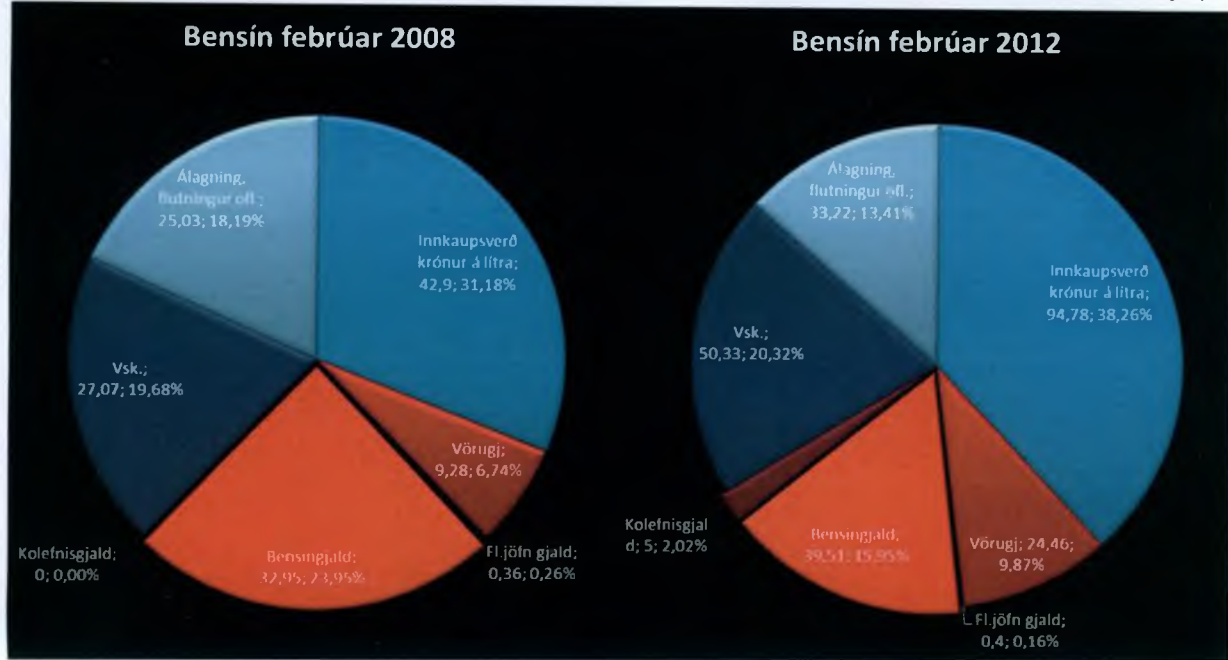 Bensín febrúar 2008
Álagning,
flutningur ofl.;
25,03; 18,19%
Innkaupsverð
krónur á lítra;
42,9; 31,18%
Vsk.;
27,07; 19,68%
Vörugj;
9,28; 6,74%
Kolefnisgjald;
0; 0,00%
Bensíngjald;
32,95; 23,95%
Fl.jöfn gjald;
0,36; 0,26%
Bensín febrúar 2012
Álagning,
flutningur ofl.;
33,22; 13,41%
Innkaupsverð
krónur á lítra;
94,78; 38,26%
Vsk.;
50,33; 20,32%
Kolefnisgjal
d; 5; 2,02%
Bensíngjald;
39,51; 15,95%
Vörugj; 24,46;
9,87%
Fl.jöfn gjald;
0,4; 0,16%